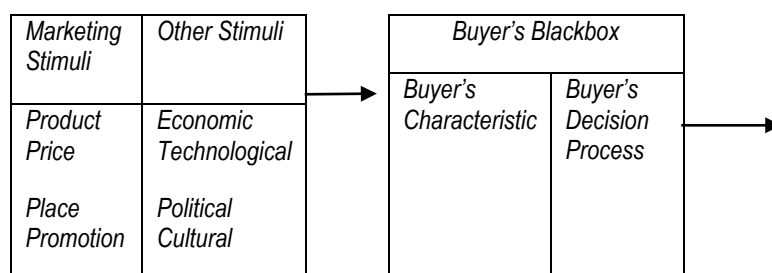 Marketing
Stimuli
Other Stimuli
Buyer’s Blackbox
Product
Price
Place
Promotion
Economic
Technological
Political
Cultural
Buyer’s
Characteristic
Buyer’s
Decision
Process